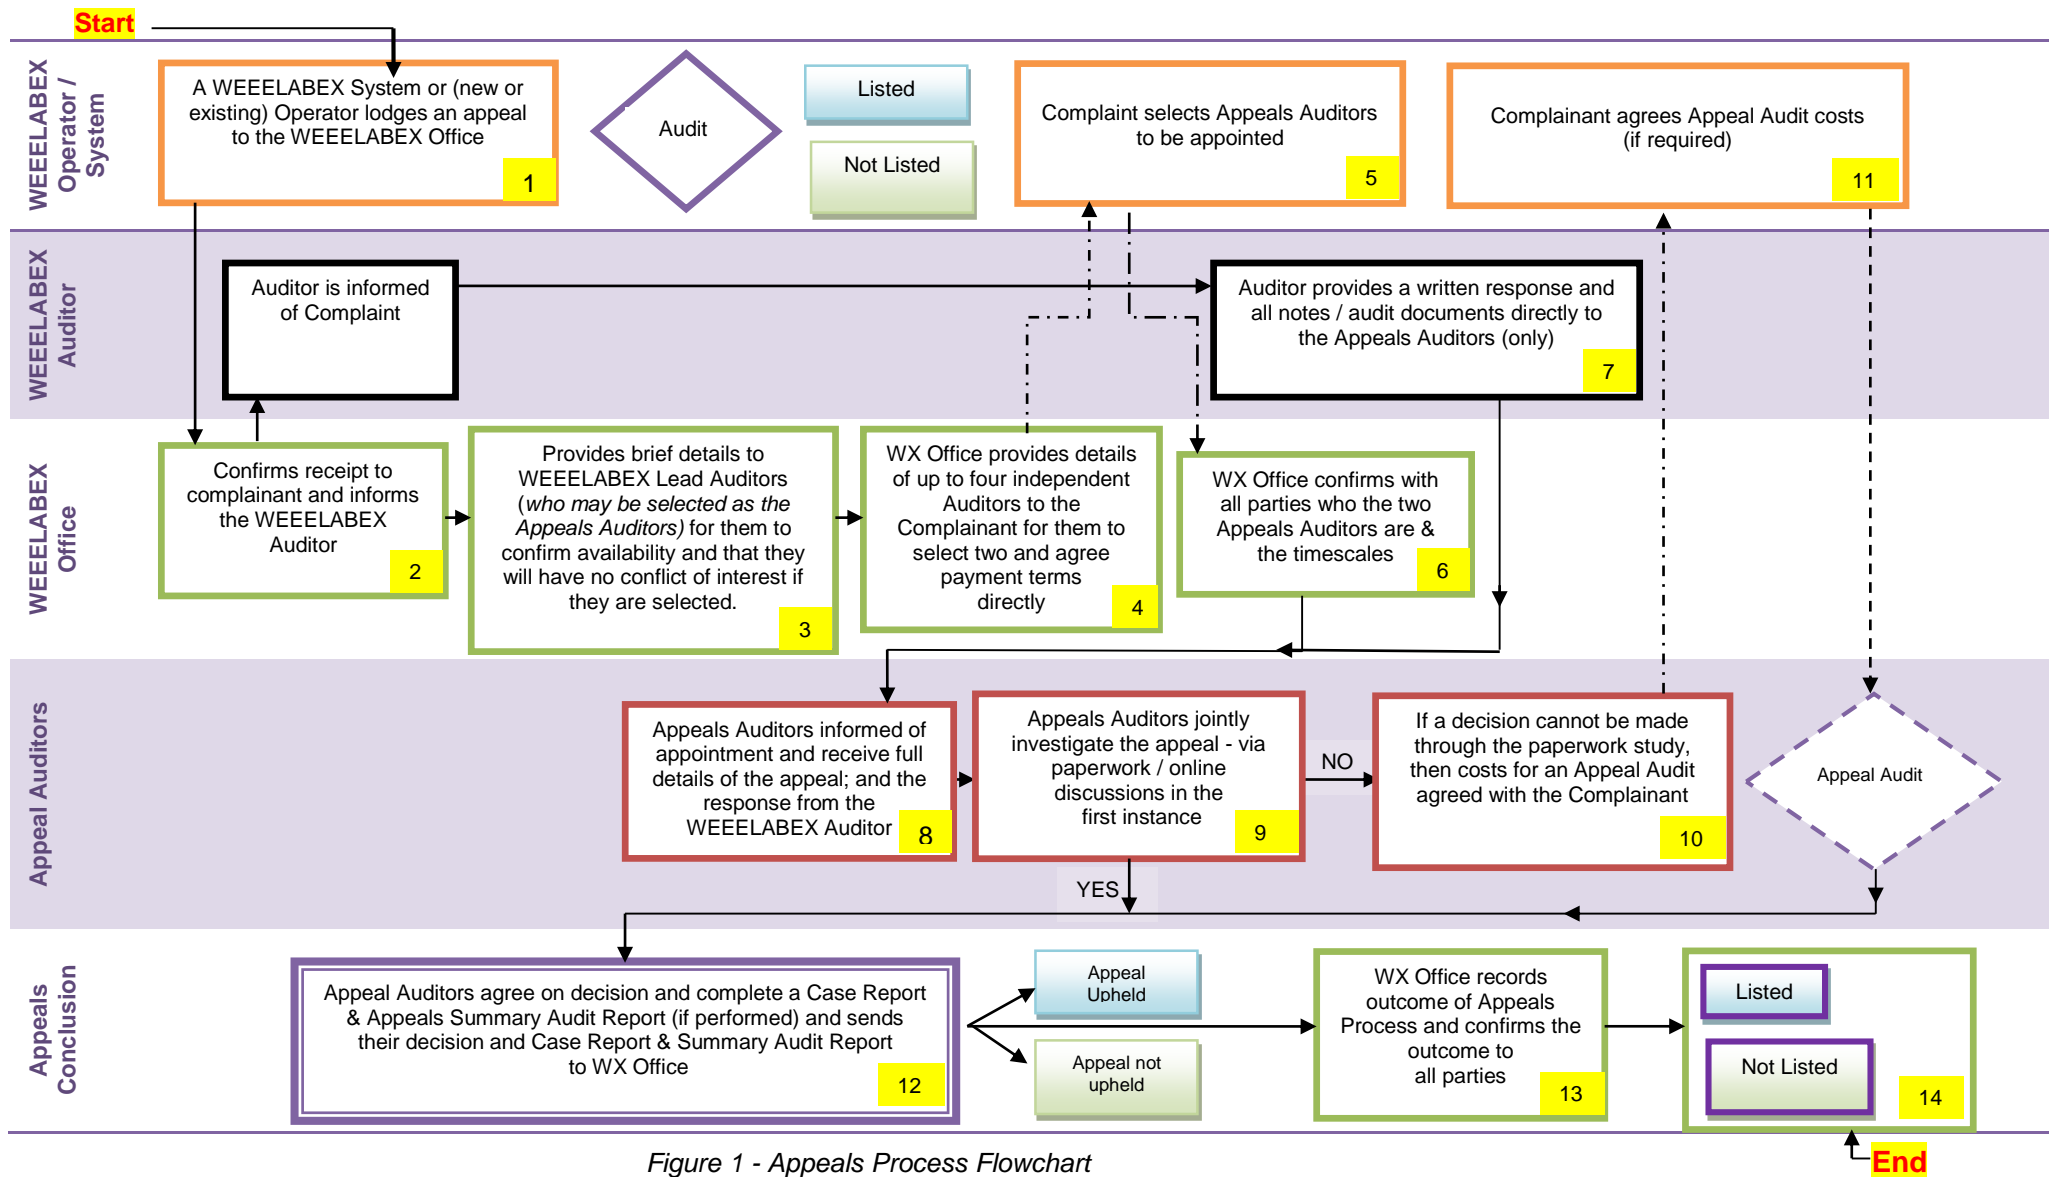 Start
WEEELABEX
Operator /
System
A WEEELABEX System or (new or
existing) Operator lodges an appeal
to the WEEELABEX Office
1
Audit
Listed
Not Listed
Complaint selects Appeals Auditors
to be appointed
5
Complainant agrees Appeal Audit costs
(if required)
11
WEEELABEX
Auditor
Auditor is informed
of Complaint
Auditor provides a written response and
all notes / audit documents directly to
the Appeals Auditors (only)
7
WEEELABEX
Office
Confirms receipt to
complainant and informs
the WEEELABEX
Auditor
2
Provides brief details to
WEEELABEX Lead Auditors
(who may be selected as the
Appeals Auditors) for them to
confirm availability and that they
will have no conflict of interest if
they are selected.
3
WX Office provides details
of up to four independent
Auditors to the
Complainant for them to
select two and agree
payment terms
directly
4
WX Office confirms with
all parties who the two
Appeals Auditors are &
the timescales
6
Appeal Auditors
Appeals Auditors informed of
appointment and receive full
details of the appeal; and the
response from the
WEEELABEX Auditor
8
Appeals Auditors jointly
investigate the appeal - via
paperwork / online
discussions in the
first instance
9
NO
YES
If a decision cannot be made
through the paperwork study,
then costs for an Appeal Audit
agreed with the Complainant
10
Appeal Audit
Appeals
Conclusion
Appeal Auditors agree on decision and complete a Case Report
& Appeals Summary Audit Report (if performed) and sends
their decision and Case Report & Summary Audit Report
to WX Office
12
Appeal
Upheld
Appeal not
upheld
WX Office records
outcome of Appeals
Process and confirms the
outcome to
all parties
13
Listed
Not Listed
14
End
Figure 1 - Appeals Process Flowchart